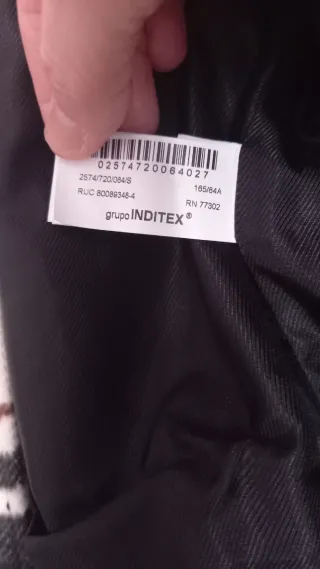 02574720064027
2574/720/064/S
165/64A
RUC 80089348-4
RN 77302
grupo INDITEX®